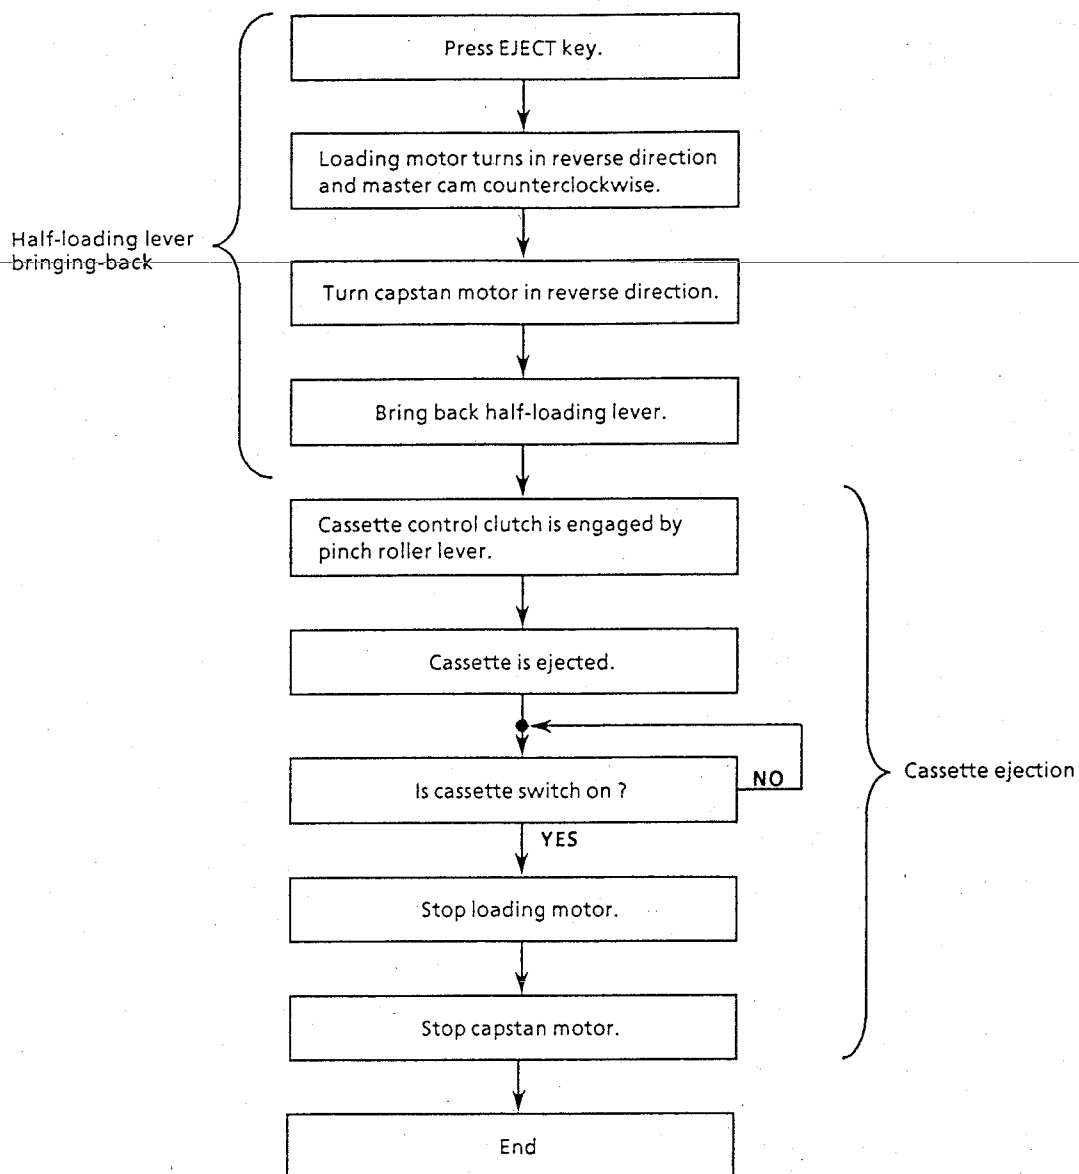 Press EJECT key.
Loading motor turns in reverse direction
and master cam counterclockwise.
Half-loading lever
bringing-back
Turn capstan motor in reverse direction.
Bring back half-loading lever.
Cassette control clutch is engaged by
pinch roller lever.
Cassette is ejected.
Is cassette switch on ?
NO
Cassette ejection
YES
Stop loading motor.
Stop capstan motor.
End